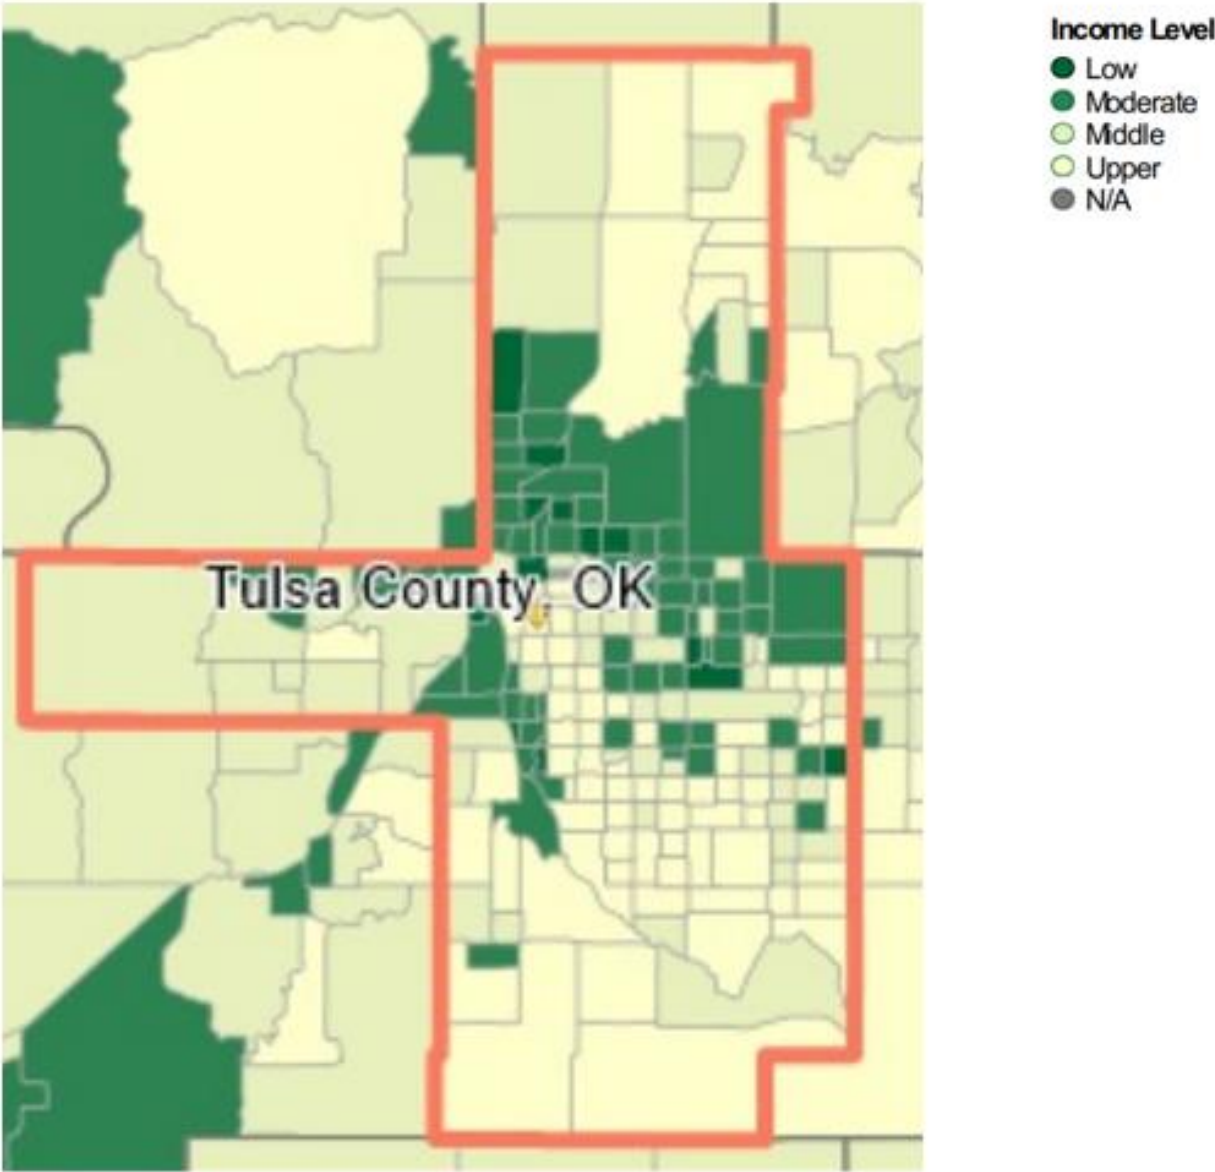 Income Level
Low
Moderate
Middle
Upper
N/A
Tulsa County, OK